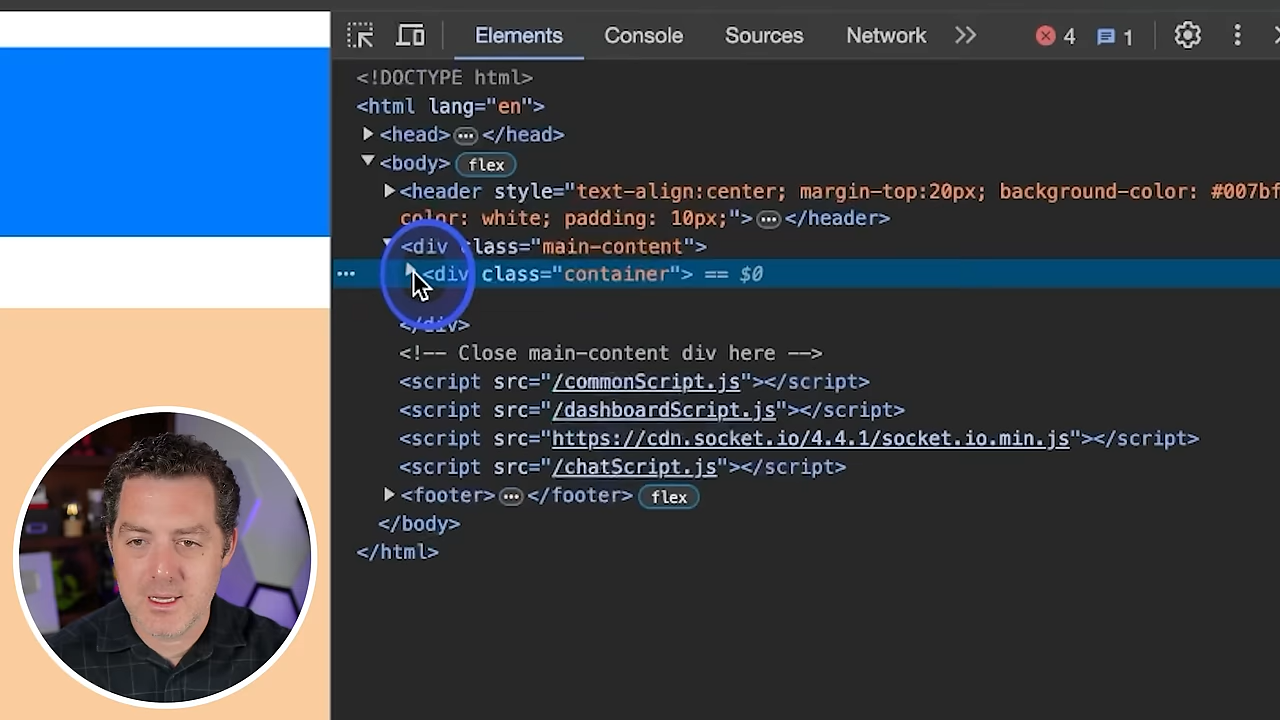 Elements Console Sources Network 4 1
<!DOCTYPE html>
<html lang="en">
<head> </head>
<body> flex
<header style="text-align:center; margin-top:20px; background-color: #007bf
color: white; padding: 10px;"> </header>
<div class="main-content">
<div class="container"> == $0
</div>
<!-- Close main-content div here -->
<script src="/commonScript.js"></script>
<script src="/dashboardScript.js"></script>
<script src="https://cdn.socket.io/4.4.1/socket.io.min.js"></script>
<script src="/chatScript.js"></script>
<footer> </footer> flex
</body>
</html>